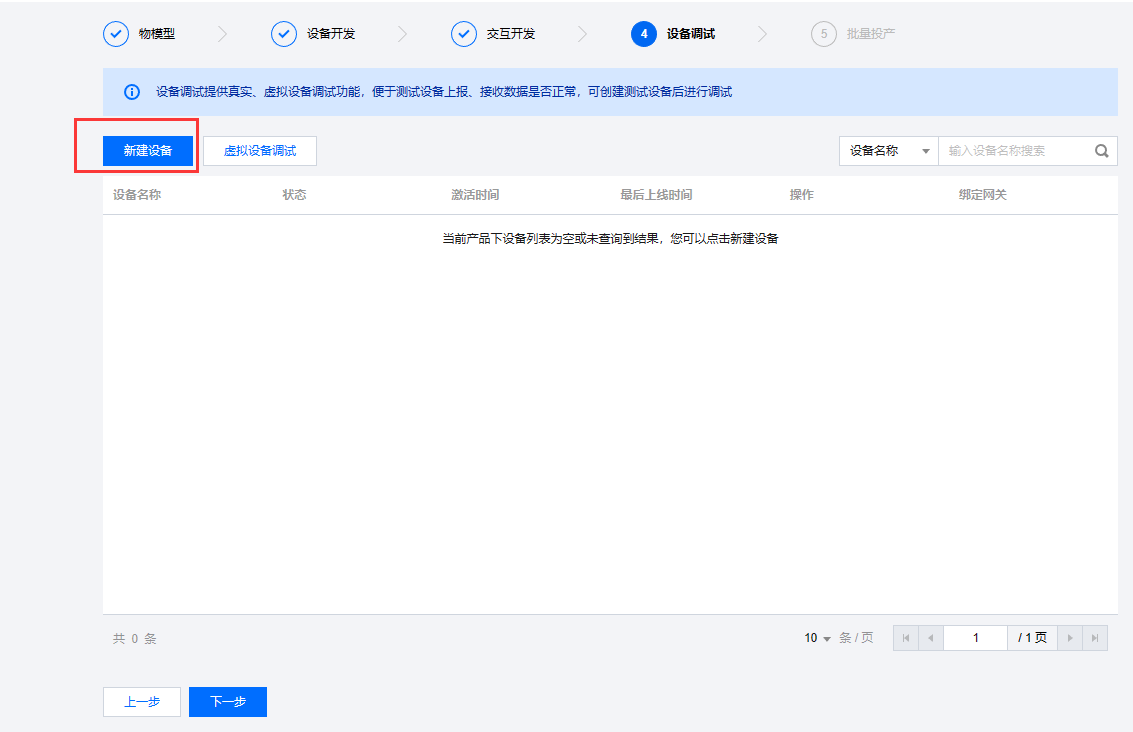 物模型 设备开发 交互开发 4 设备调试 5 批量投产
设备调试提供真实、虚拟设备调试功能，便于测试设备上报、接收数据是否正常，可创建测试设备后进行调试
新建设备 虚拟设备调试 设备名称 输入设备名称搜索
设备名称 状态 激活时间 最后上线时间 操作 绑定网关
当前产品下设备列表为空或未查询到结果，您可以点击新建设备
共 0 条 10 条 / 页 1 / 1 页
上一步 下一步